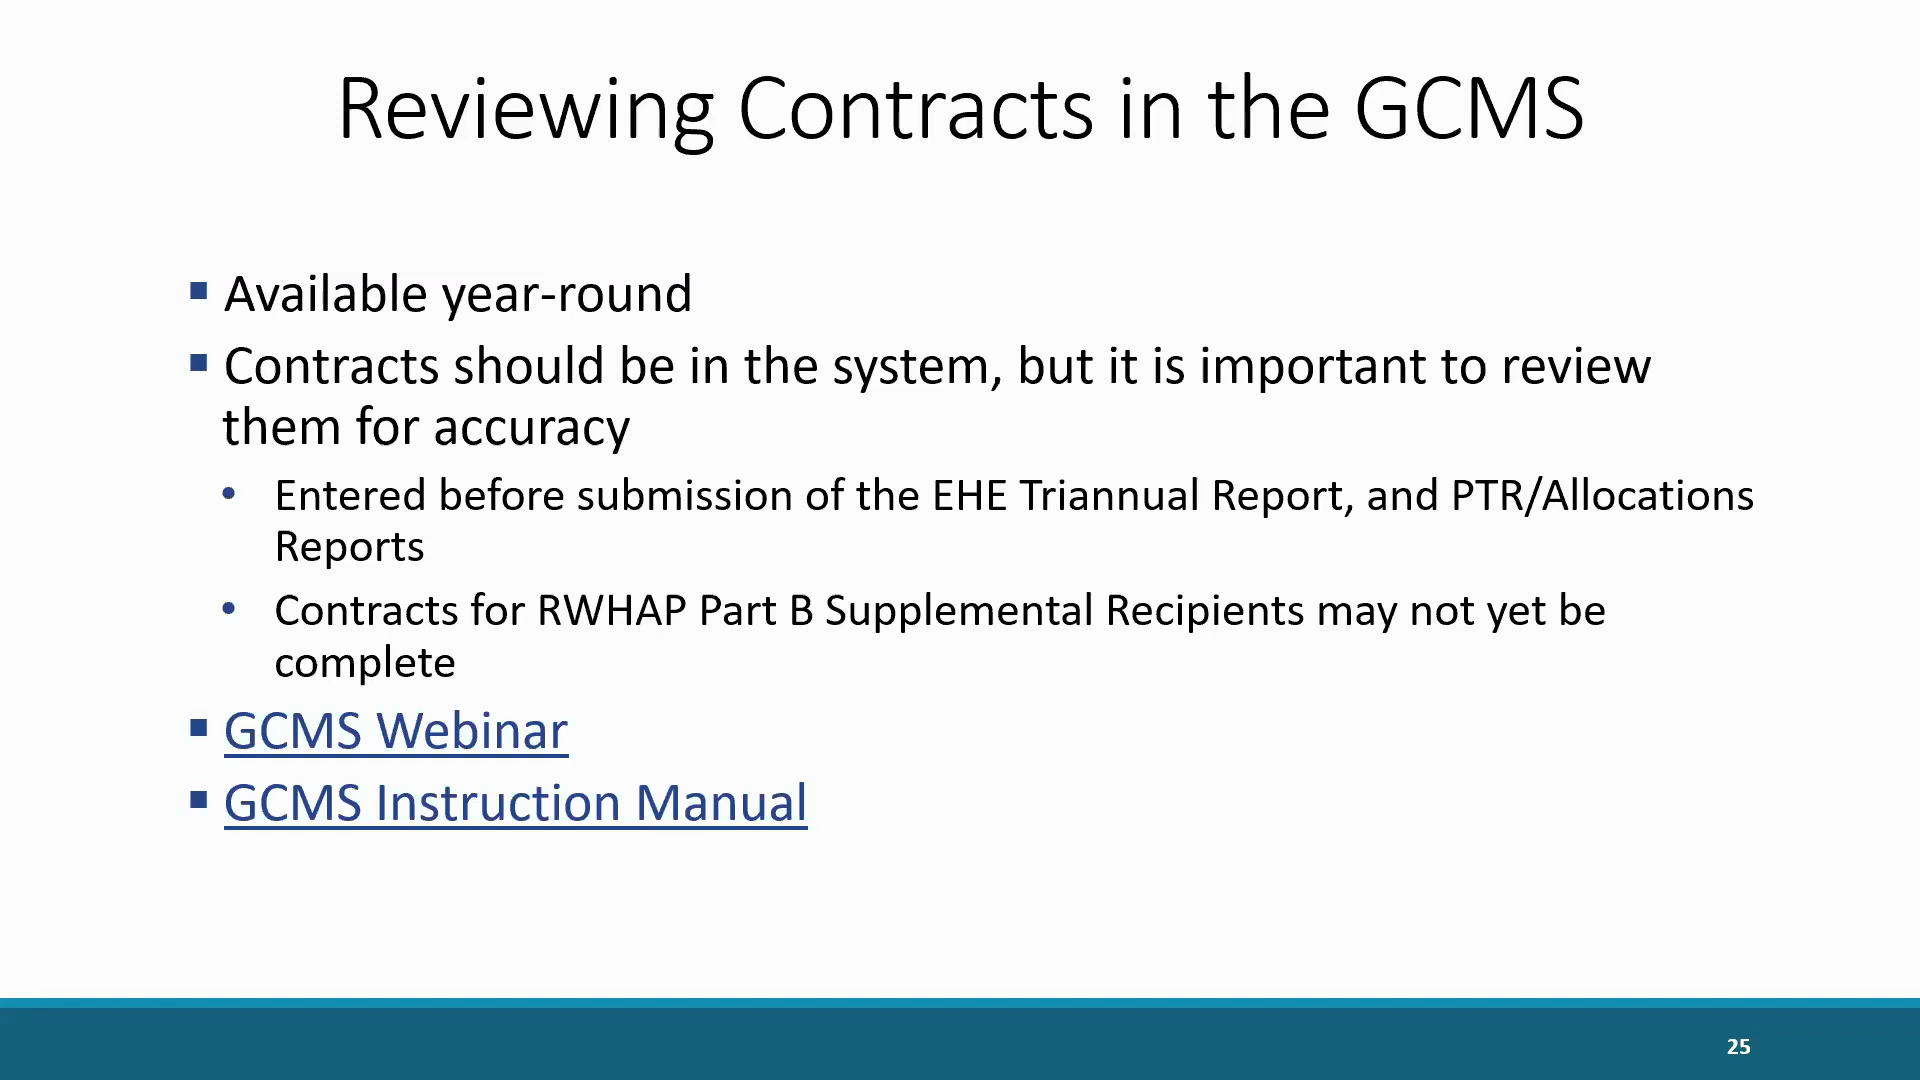 Reviewing Contracts in the GCMS
▪ Available year-round
▪ Contracts should be in the system, but it is important to review
them for accuracy
• Entered before submission of the EHE Triannual Report, and PTR/Allocations
Reports
• Contracts for RWHAP Part B Supplemental Recipients may not yet be
complete
▪ GCMS Webinar
▪ GCMS Instruction Manual
25